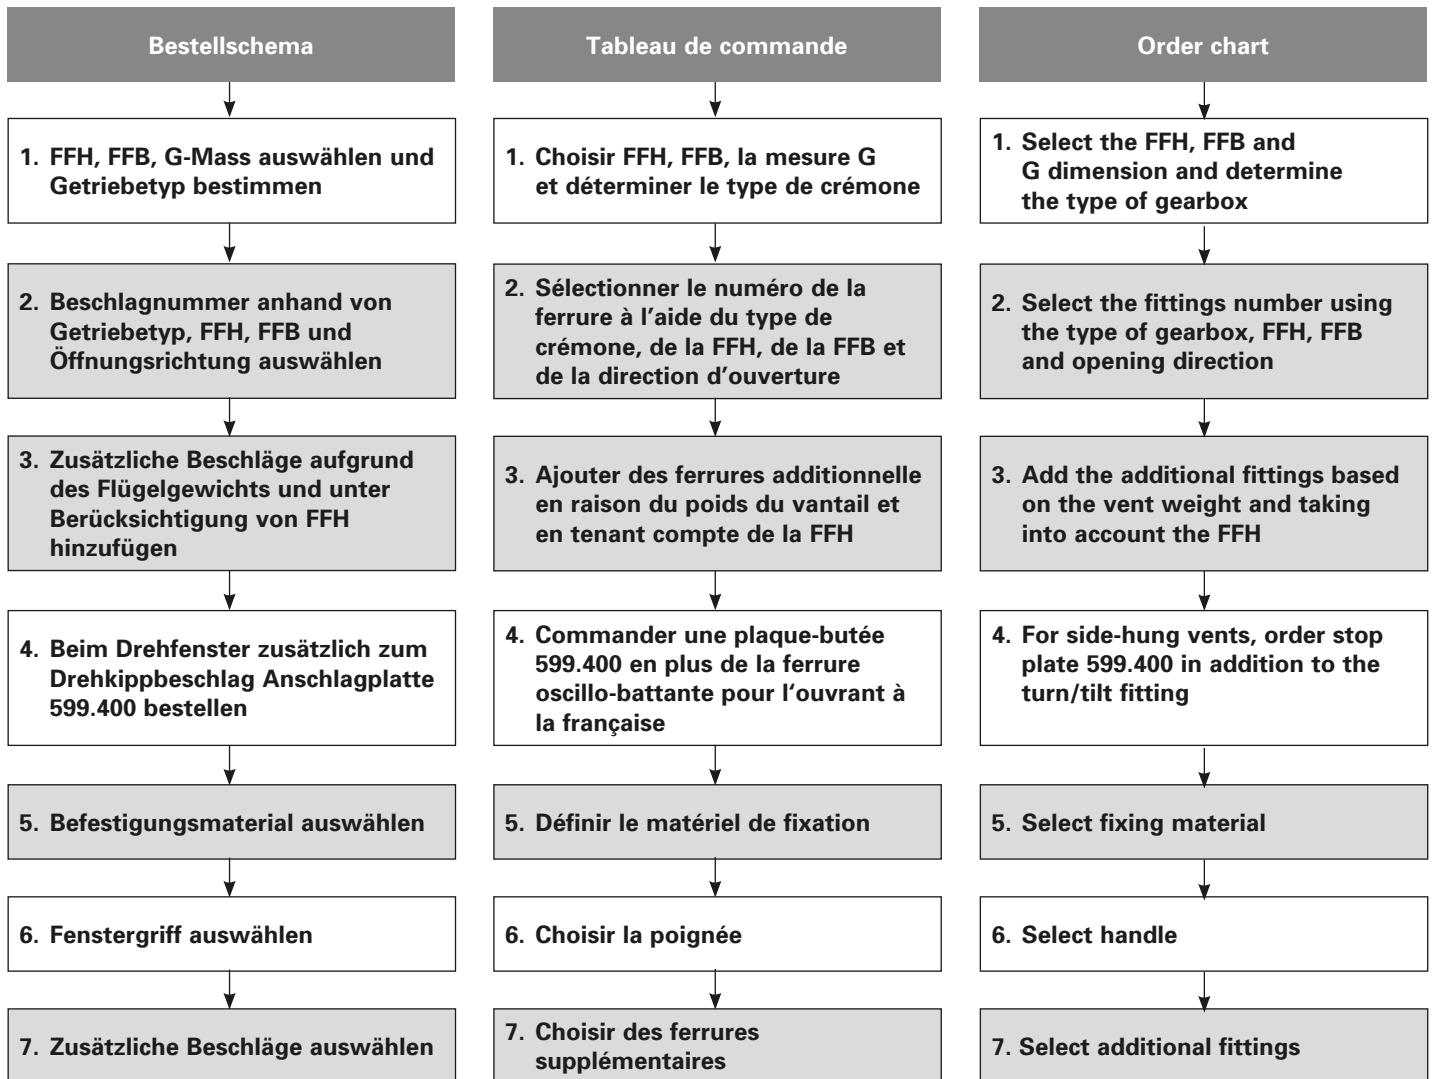 Bestellschema
1. FFH, FFB, G-Mass auswählen und
Getriebetyp bestimmen
2. Beschlagnummer anhand von
Getriebetyp, FFH, FFB und
Öffnungsrichtung auswählen
3. Zusätzliche Beschläge aufgrund
des Flügelgewichts und unter
Berücksichtigung von FFH
hinzufügen
4. Beim Drehfenster zusätzlich zum
Drehkippbeschlag Anschlagplatte
599.400 bestellen
5. Befestigungsmaterial auswählen
6. Fenstergriff auswählen
7. Zusätzliche Beschläge auswählen
Tableau de commande
1. Choisir FFH, FFB, la mesure G
et déterminer le type de crémone
2. Sélectionner le numéro de la
ferrure à l’aide du type de
crémone, de la FFH, de la FFB et
de la direction d’ouverture
3. Ajouter des ferrures additionnelle
en raison du poids du vantail et
en tenant compte de la FFH
4. Commander une plaque-butée
599.400 en plus de la ferrure
oscillo-battante pour l‘ouvrant à
la française
5. Définir le matériel de fixation
6. Choisir la poignée
7. Choisir des ferrures
supplémentaires
Order chart
1. Select the FFH, FFB and
G dimension and determine
the type of gearbox
2. Select the fittings number using
the type of gearbox, FFH, FFB
and opening direction
3. Add the additional fittings based
on the vent weight and taking
into account the FFH
4. For side-hung vents, order stop
plate 599.400 in addition to the
turn/tilt fitting
5. Select fixing material
6. Select handle
7. Select additional fittings